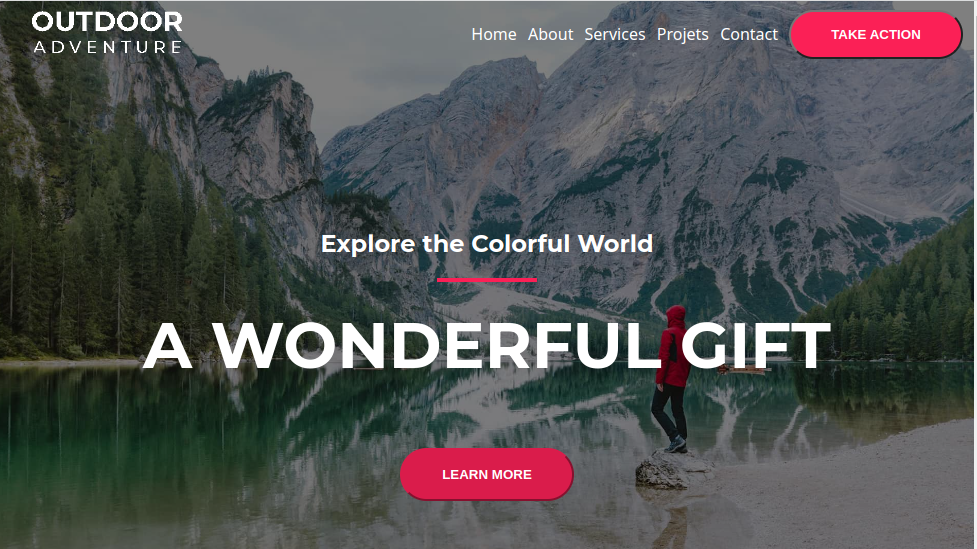 OUTDOOR
ADVENTURE
Home About Services Projets Contact TAKE ACTION
Explore the Colorful World
A WONDERFUL GIFT
LEARN MORE